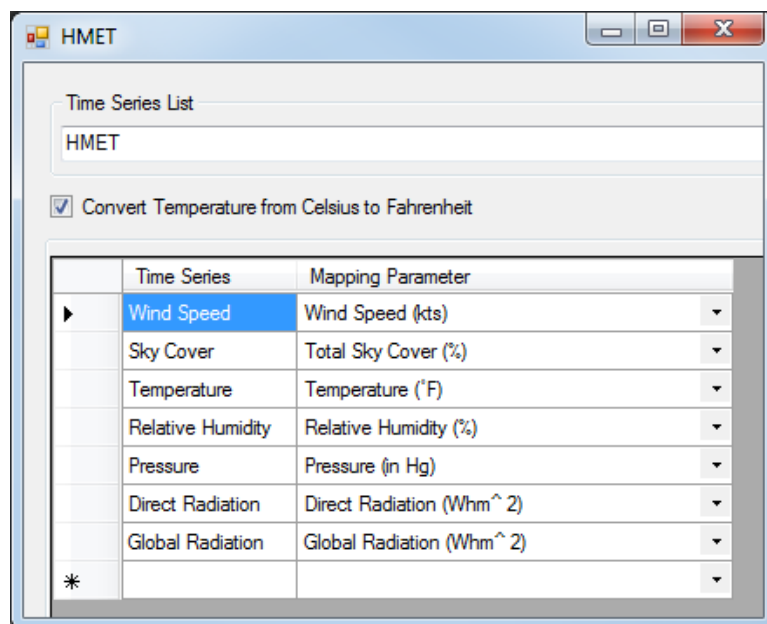 HMET
Time Series List
HMET
Convert Temperature from Celsius to Fahrenheit
Time Series Mapping Parameter
Wind Speed Wind Speed (kts)
Sky Cover Total Sky Cover (%)
Temperature Temperature (˚F)
Relative Humidity Relative Humidity (%)
Pressure Pressure (in Hg)
Direct Radiation Direct Radiation (Whm^ 2)
Global Radiation Global Radiation (Whm^ 2)